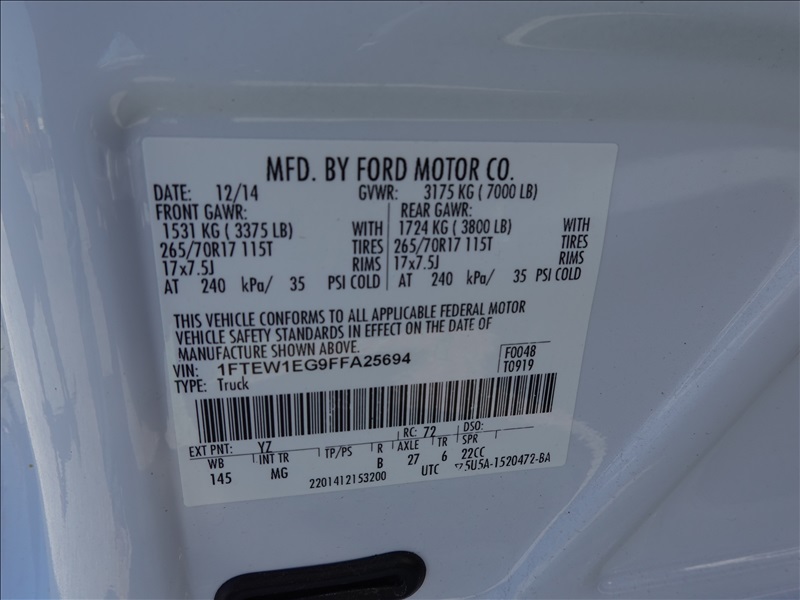 MFD. BY FORD MOTOR CO.
DATE: 12/14 GVWR: 3175 KG ( 7000 LB)
FRONT GAWR: REAR GAWR:
1531 KG ( 3375 LB) WITH 1724 KG ( 3800 LB) WITH
265/70R17 115T TIRES 265/70R17 115T TIRES
17x7.5J RIMS 17x7.5J RIMS
AT 240 kPa/ 35 PSI COLD AT 240 kPa/ 35 PSI COLD
THIS VEHICLE CONFORMS TO ALL APPLICABLE FEDERAL MOTOR
VEHICLE SAFETY STANDARDS IN EFFECT ON THE DATE OF
MANUFACTURE SHOWN ABOVE.
VIN: 1FTEW1EG9FFA25694 F0048
TYPE: Truck T0919
EXT PNT: YZ RC: 72 DSO:
WB INT TR TP/PS R AXLE TR SPR
145 MG B 27 6 22CC
2201412153200 UTC ▽5U5A-1520472-BA